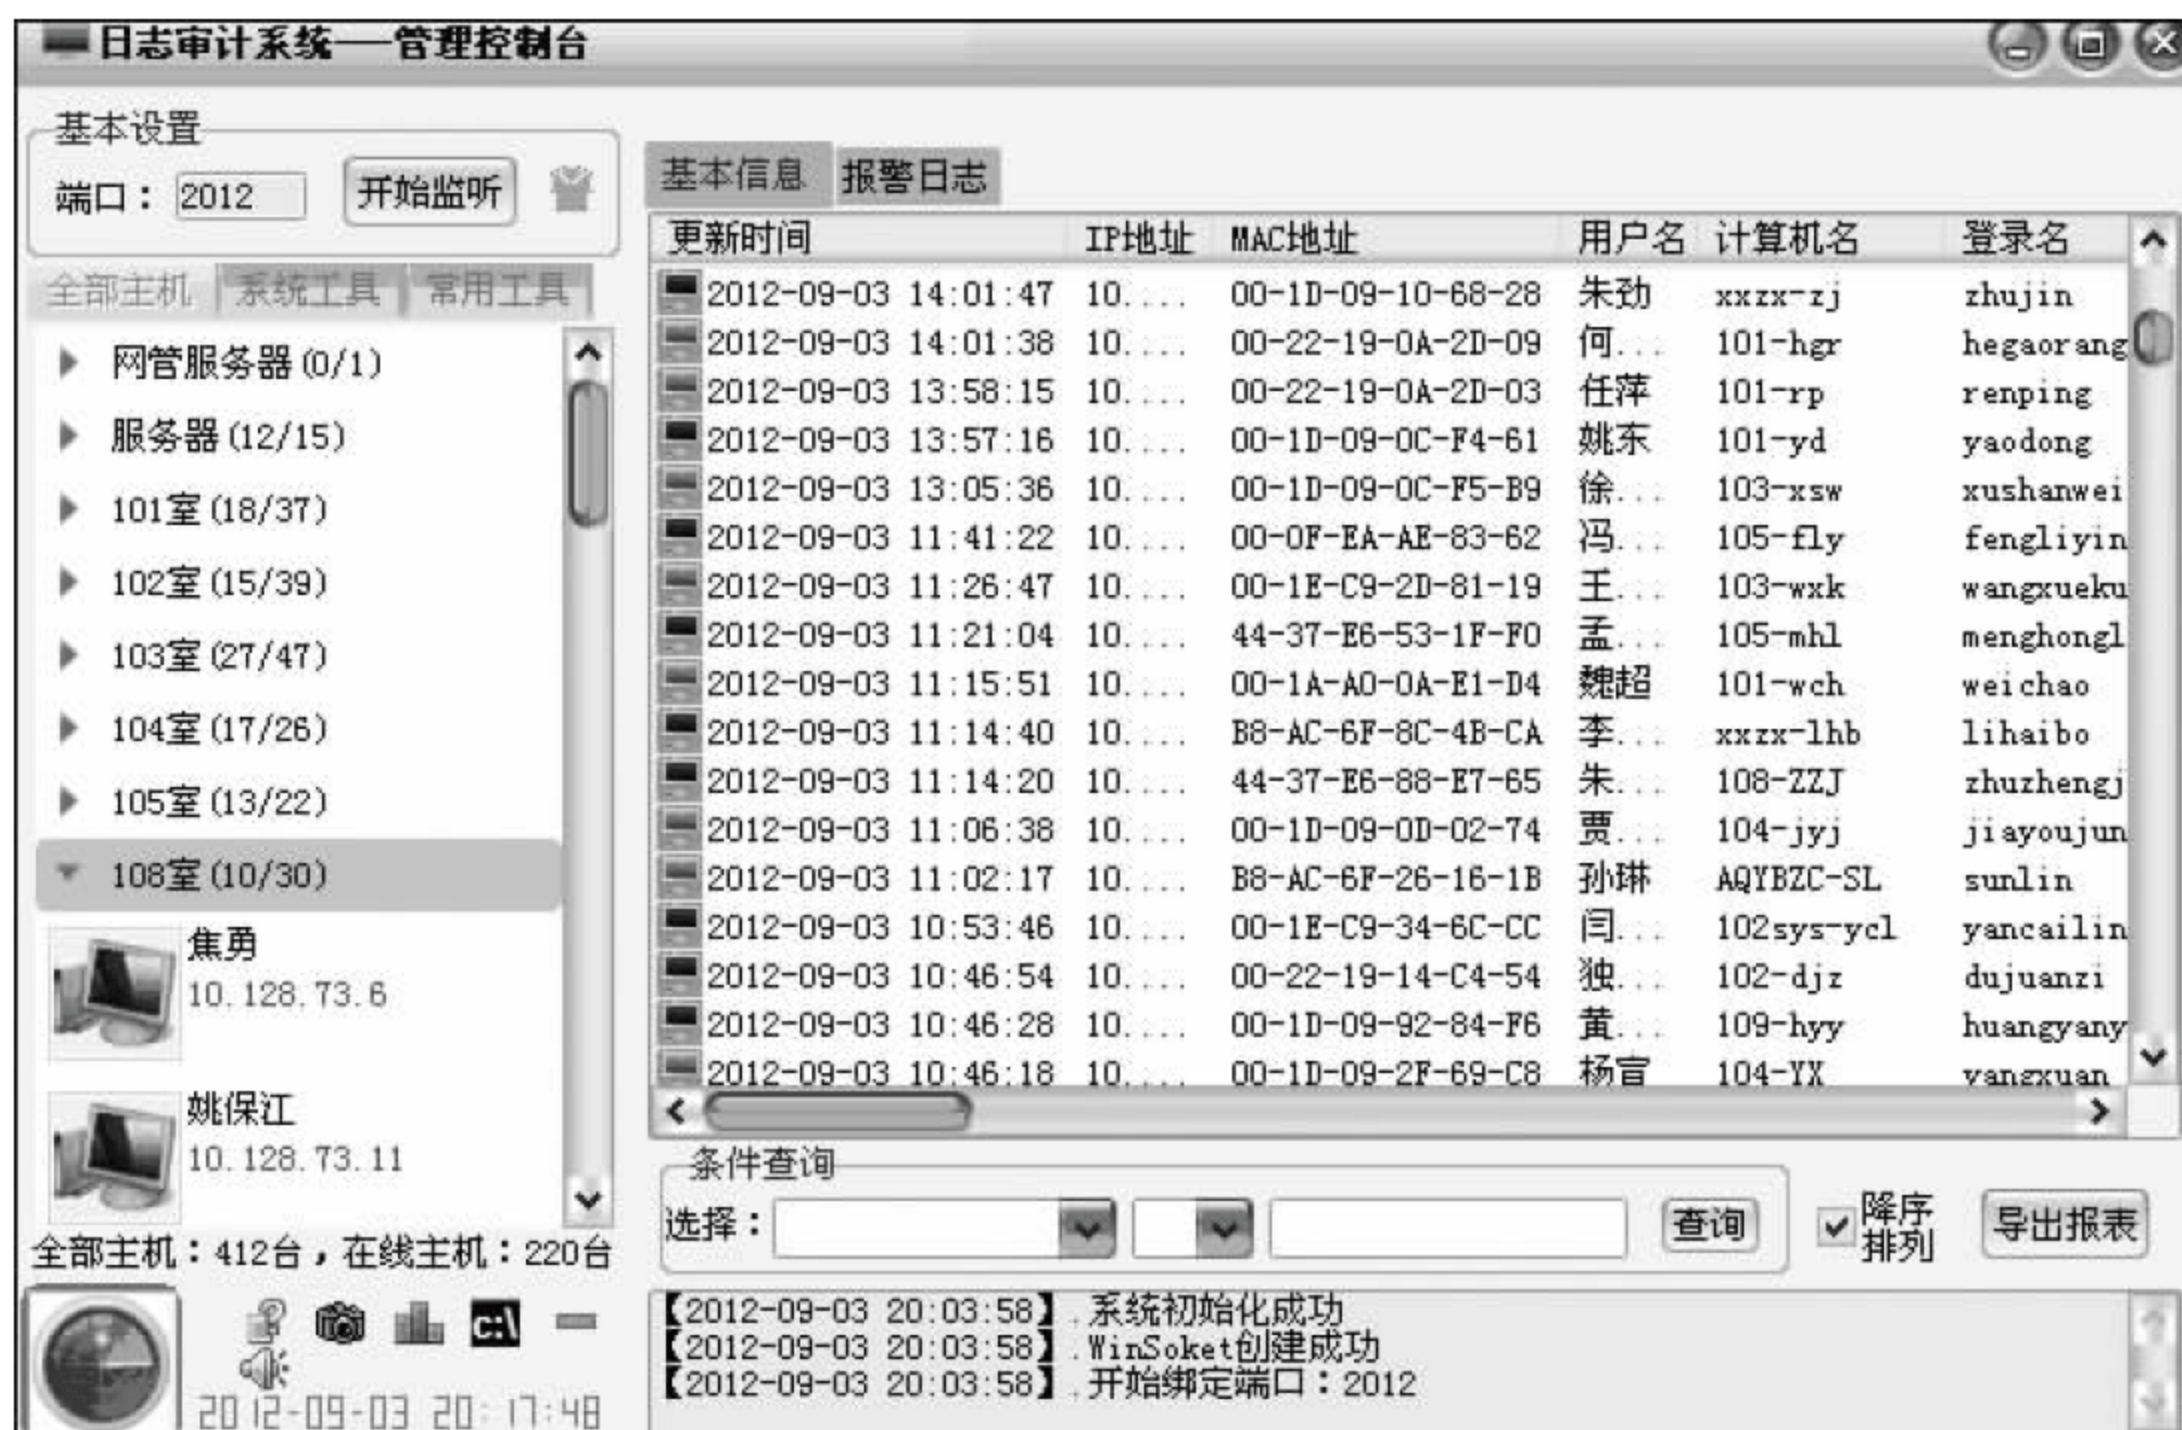 日志审计系统——管理控制台
基本设置
端口：2012 开始监听
全部主机 系统工具 常用工具
网管服务器(0/1)
服务器(12/15)
101室(18/37)
102室(15/39)
103室(27/47)
104室(17/26)
105室(13/22)
108室(10/30)
焦勇
10.128.73.6
姚保江
10.128.73.11
全部主机：412台，在线主机：220台
c:\
2012-09-03 20:17:48
基本信息 报警日志
更新时间 IP地址 MAC地址 用户名 计算机名 登录名
2012-09-03 14:01:47 10.... 00-1D-09-10-68-28 朱劲 xxzx-zj zhujin
2012-09-03 14:01:38 10.... 00-22-19-0A-2D-09 何... 101-hgr hegaorang
2012-09-03 13:58:15 10.... 00-22-19-0A-2D-03 任萍 101-rp renping
2012-09-03 13:57:16 10.... 00-1D-09-0C-F4-61 姚东 101-yd yaodong
2012-09-03 13:05:36 10.... 00-1D-09-0C-F5-B9 徐... 103-xsw xushanwei
2012-09-03 11:41:22 10.... 00-0F-EA-AE-83-62 冯... 105-fly fengliyin
2012-09-03 11:26:47 10.... 00-1E-C9-2D-81-19 王... 103-wxk wangxueku
2012-09-03 11:21:04 10.... 44-37-E6-53-1F-F0 孟... 105-mhl menghongl
2012-09-03 11:15:51 10.... 00-1A-A0-0A-E1-D4 魏超 101-wch weichao
2012-09-03 11:14:40 10.... B8-AC-6F-8C-4B-CA 李... xxzx-lhb lihaibo
2012-09-03 11:14:20 10.... 44-37-E6-88-E7-65 朱... 108-ZZJ zhuzhengj
2012-09-03 11:06:38 10.... 00-1D-09-0D-02-74 贾... 104-jyj jiayoujun
2012-09-03 11:02:17 10.... B8-AC-6F-26-16-1B 孙琳 AQYBZC-SL sunlin
2012-09-03 10:53:46 10.... 00-1E-C9-34-6C-CC 闫... 102sys-ycl yancailin
2012-09-03 10:46:54 10.... 00-22-19-14-C4-54 独... 102-djz dujuanzi
2012-09-03 10:46:28 10.... 00-1D-09-92-84-F6 黄... 109-hyy huangyany
2012-09-03 10:46:18 10.... 00-1D-09-2F-69-C8 杨宣 104-YX yangxuan
条件查询
选择： 查询 降序排列 导出报表
【2012-09-03 20:03:58】.系统初始化成功
【2012-09-03 20:03:58】.WinSoket创建成功
【2012-09-03 20:03:58】.开始绑定端口：2012